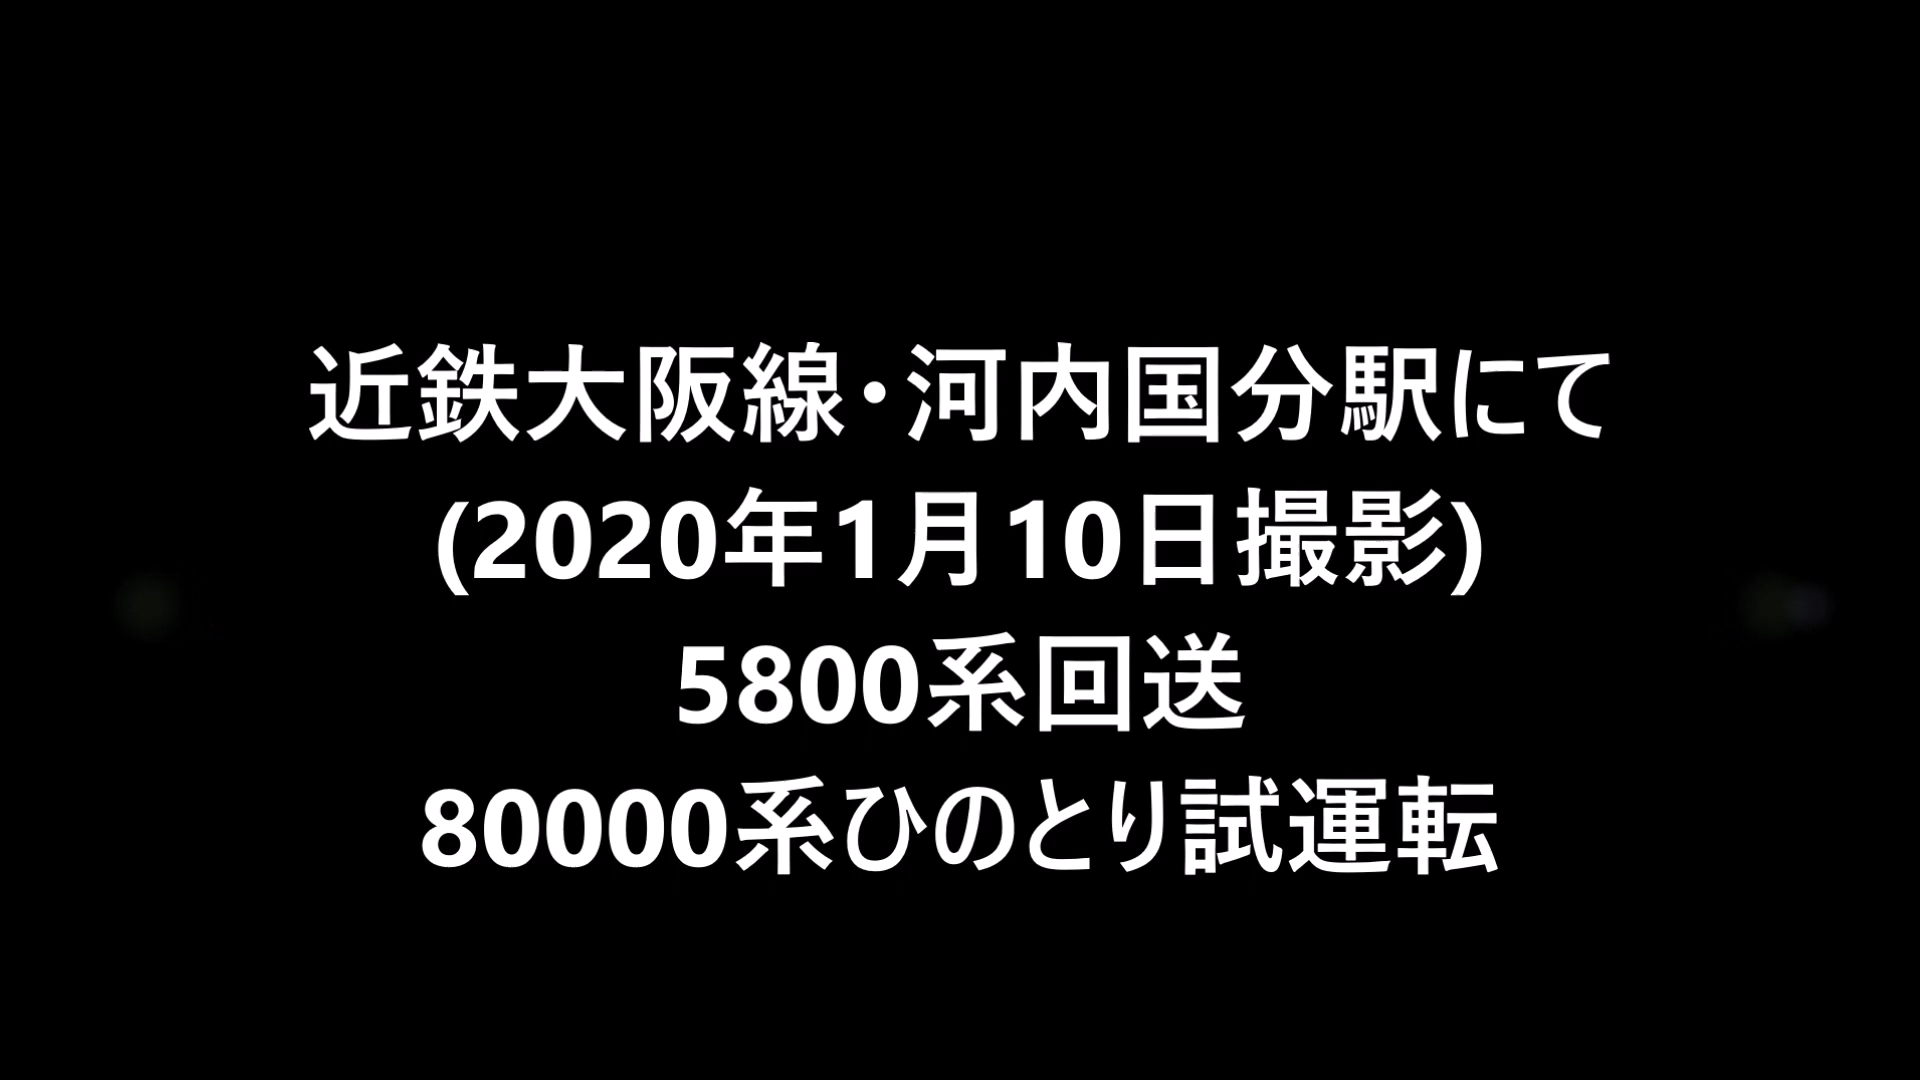 近鉄大阪線・河内国分駅にて
(2020年1月10日撮影)
5800系回送
80000系ひのとり試運転